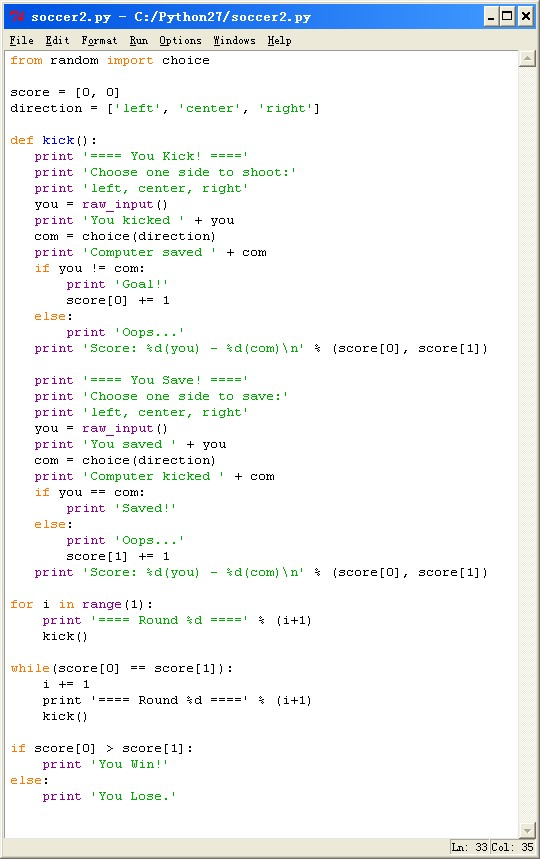 soccer2.py - C:/Python27/soccer2.py
File Edit Format Run Options Windows Help
from random import choice

score = [0, 0]
direction = ['left', 'center', 'right']

def kick():
    print '==== You Kick! ===='
    print 'Choose one side to shoot:'
    print 'left, center, right'
    you = raw_input()
    print 'You kicked ' + you
    com = choice(direction)
    print 'Computer saved ' + com
    if you != com:
        print 'Goal!'
        score[0] += 1
    else:
        print 'Oops...'
    print 'Score: %d(you) - %d(com)\n' % (score[0], score[1])

    print '==== You Save! ===='
    print 'Choose one side to save:'
    print 'left, center, right'
    you = raw_input()
    print 'You saved ' + you
    com = choice(direction)
    print 'Computer kicked ' + com
    if you == com:
        print 'Saved!'
    else:
        print 'Oops...'
        score[1] += 1
    print 'Score: %d(you) - %d(com)\n' % (score[0], score[1])

for i in range(1):
    print '==== Round %d ====' % (i+1)
    kick()

while(score[0] == score[1]):
    i += 1
    print '==== Round %d ====' % (i+1)
    kick()

if score[0] > score[1]:
    print 'You Win!'
else:
    print 'You Lose.'
Ln: 33 Col: 35